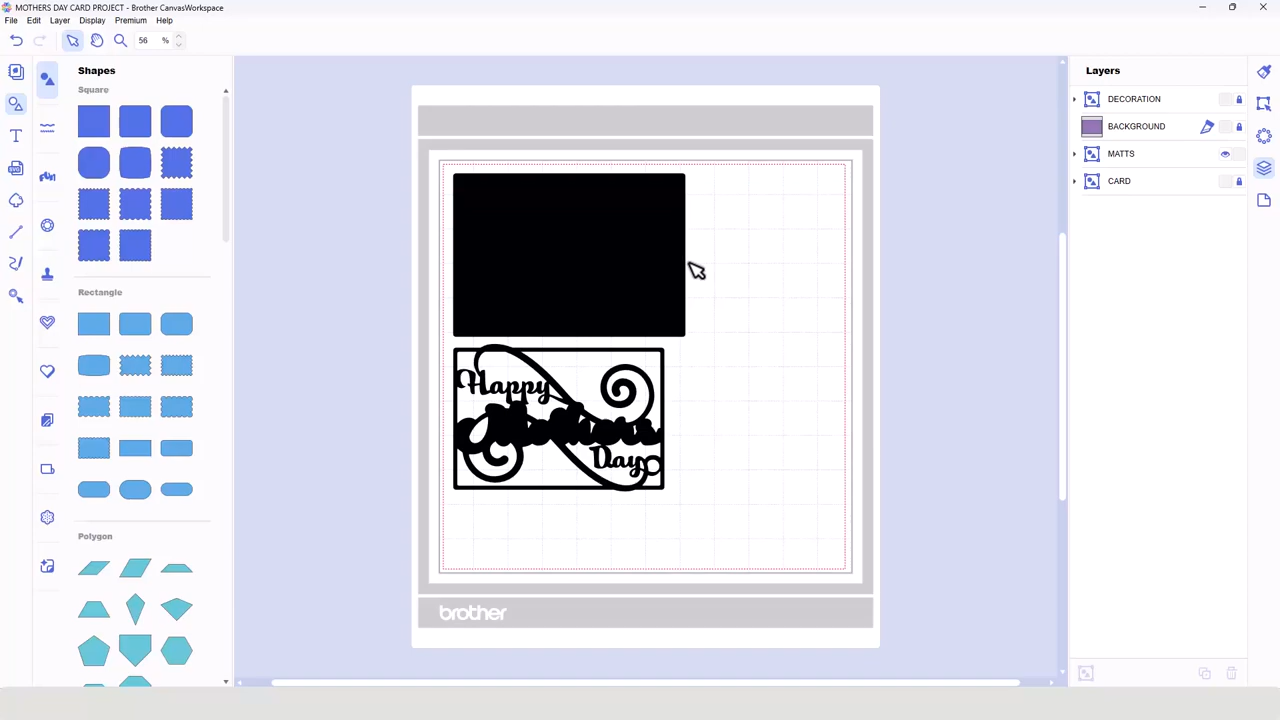 MOTHERS DAY CARD PROJECT - Brother CanvasWorkspace
File Edit Layer Display Premium Help
56 %
Shapes
Square
Rectangle
Polygon
Happy
Mothers
Day
brother
Layers
DECORATION
BACKGROUND
MATTS
CARD